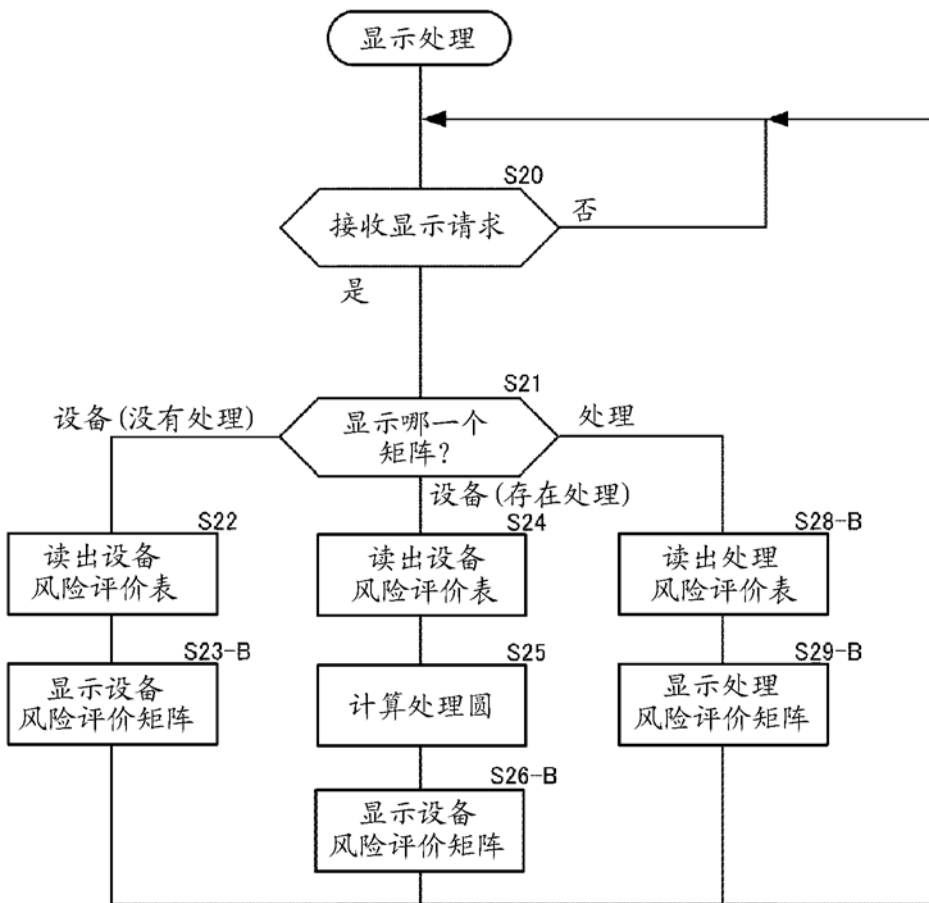 显示处理
S20
接收显示请求
否
是
S21
设备(没有处理)
显示哪一个
矩阵?
处理
设备(存在处理)
S22
读出设备
风险评价表
S24
读出设备
风险评价表
S28-B
读出处理
风险评价表
S23-B
显示设备
风险评价矩阵
S25
计算处理圆
S29-B
显示处理
风险评价矩阵
S26-B
显示设备
风险评价矩阵